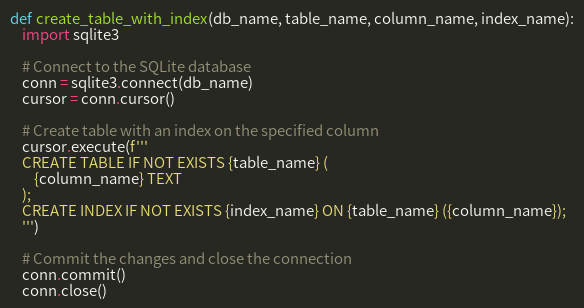 def create_table_with_index(db_name, table_name, column_name, index_name):
    import sqlite3

    # Connect to the SQLite database
    conn = sqlite3.connect(db_name)
    cursor = conn.cursor()

    # Create table with an index on the specified column
    cursor.execute(f'''
    CREATE TABLE IF NOT EXISTS {table_name} (
        {column_name} TEXT
    );
    CREATE INDEX IF NOT EXISTS {index_name} ON {table_name} ({column_name});
    ''')

    # Commit the changes and close the connection
    conn.commit()
    conn.close()